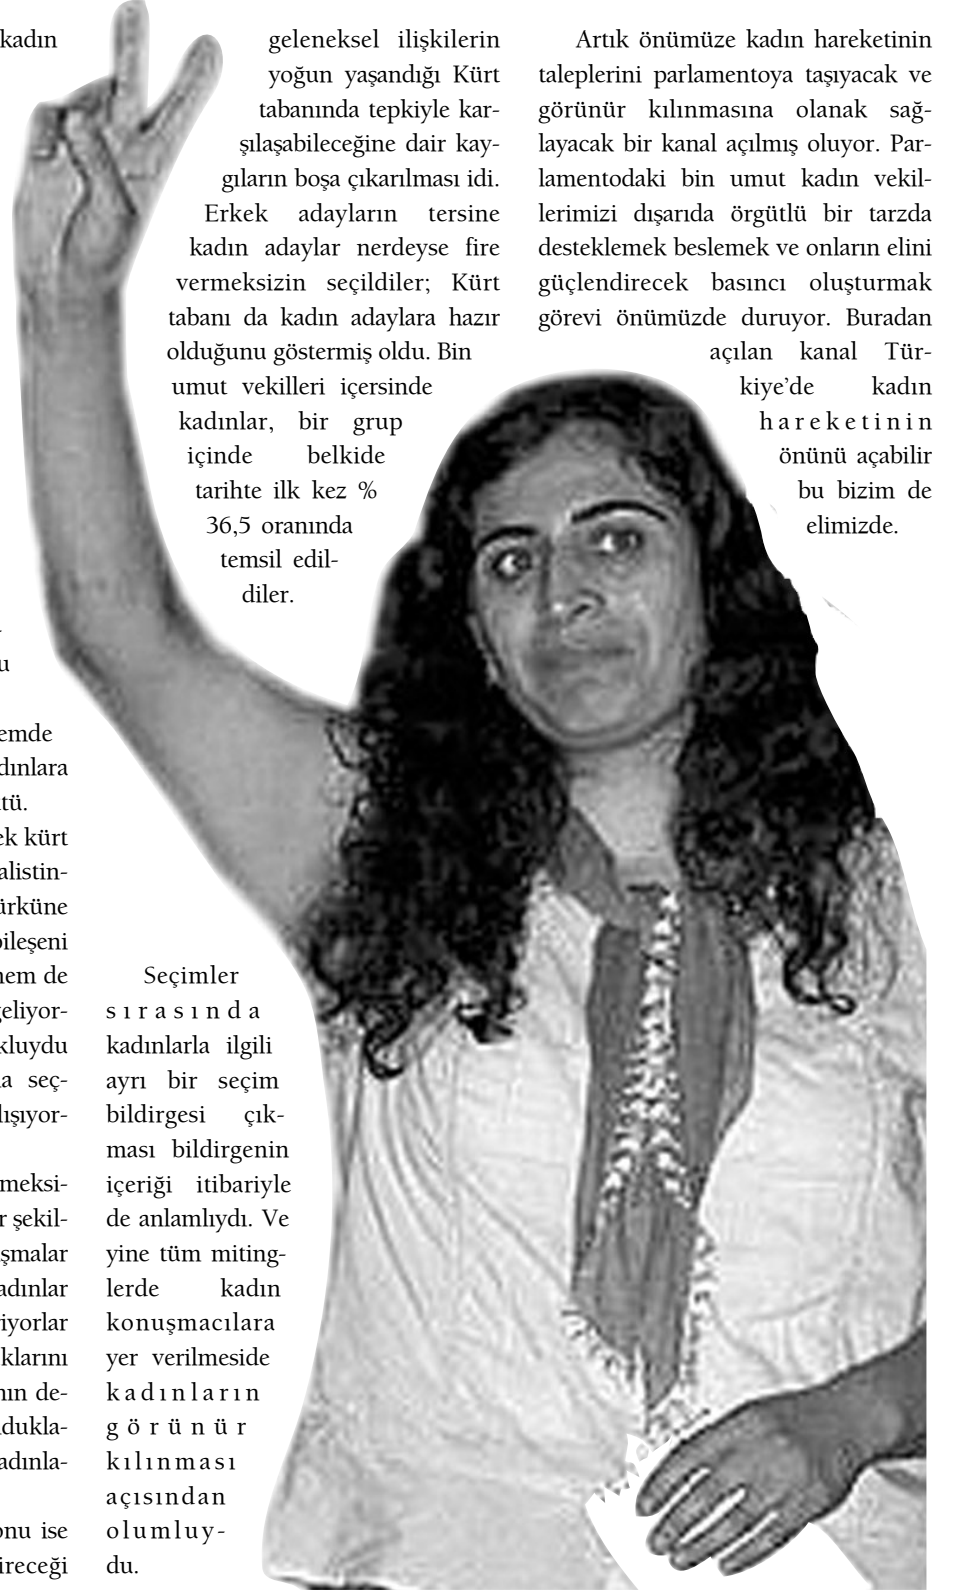 kadın
emde
dınlara
tü.
ek kürt
alistin-
ürküne
bileşeni
hem de
geliyor-
kluydu
a seç-
lışıyor-
meksi-
r şekil-
şmalar
adınlar
iyorlar
klarını
nın de-
dukla-
adınla-
onu ise
ireceği
Seçimler
sırasında
kadınlarla ilgili
ayrı bir seçim
bildirgesi çık-
ması bildirgenin
içeriği itibariyle
de anlamlıydı. Ve
yine tüm miting-
lerde kadın
konuşmacılara
yer verilmeside
kadınların
görünür
kılınması
açısından
olumluy-
du.
geleneksel ilişkilerin
yoğun yaşandığı Kürt
tabanında tepkiyle kar-
şılaşabileceğine dair kay-
gıların boşa çıkarılması idi.
Erkek adayların tersine
kadın adaylar nerdeyse fire
vermeksizin seçildiler; Kürt
tabanı da kadın adaylara hazır
olduğunu göstermiş oldu. Bin
umut vekilleri içersinde
kadınlar, bir grup
içinde belkide
tarihte ilk kez %
36,5 oranında
temsil edil-
diler.
Artık önümüze kadın hareketinin
taleplerini parlamentoya taşıyacak ve
görünür kılınmasına olanak sağ-
layacak bir kanal açılmış oluyor. Par-
lamentodaki bin umut kadın vekil-
lerimizi dışarıda örgütlü bir tarzda
desteklemek beslemek ve onların elini
güçlendirecek basıncı oluşturmak
görevi önümüzde duruyor. Buradan
açılan kanal Tür-
kiye'de kadın
hareketinin
önünü açabilir
bu bizim de
elimizde.